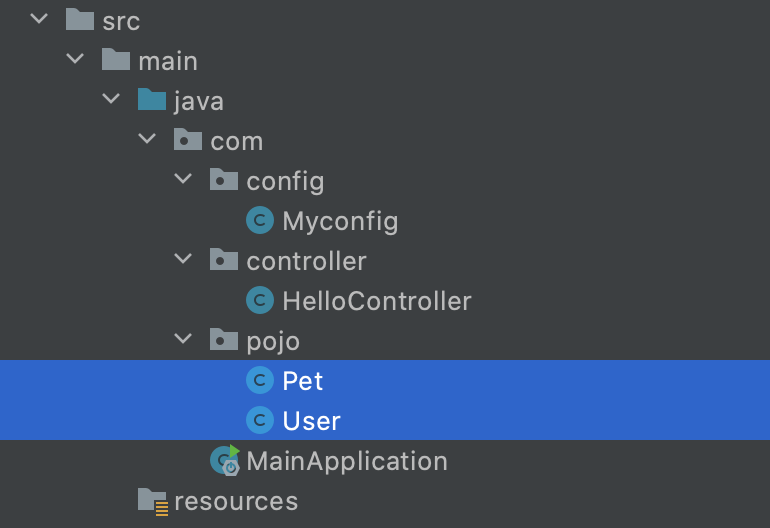 src
main
java
com
config
Myconfig
controller
HelloController
pojo
Pet
User
MainApplication
resources